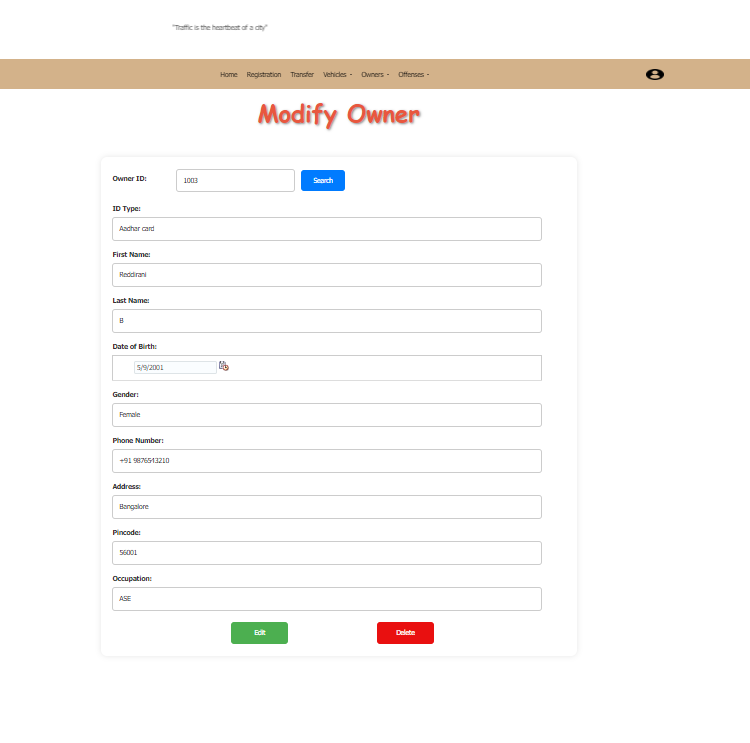 "Traffic is the heartbeat of a city"
Home Registration Transfer Vehicles Owners Offenses
Modify Owner
Owner ID: 1003 Search
ID Type:
Aadhar card
First Name:
Reddirani
Last Name:
B
Date of Birth:
5/9/2001
Gender:
Female
Phone Number:
+91 9876543210
Address:
Bangalore
Pincode:
56001
Occupation:
ASE
Edit Delete